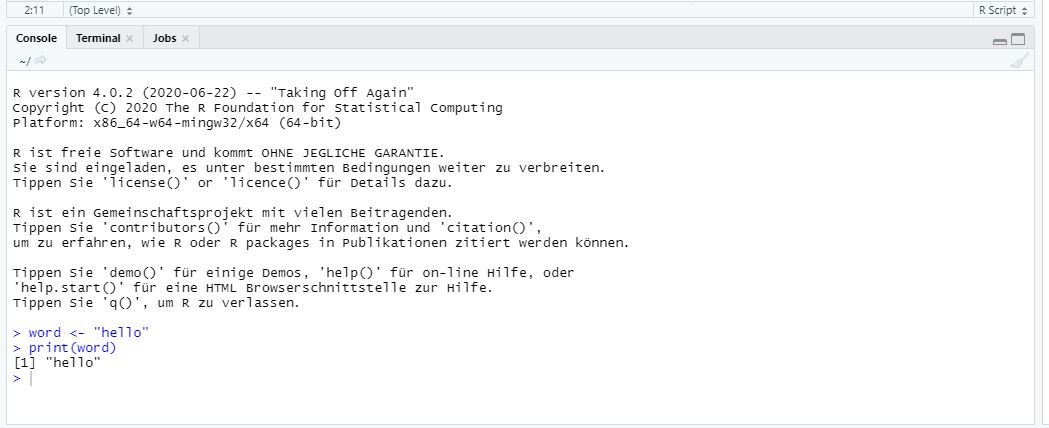 2:11 (Top Level) R Script
Console Terminal Jobs
~/
R version 4.0.2 (2020-06-22) -- "Taking Off Again"
Copyright (C) 2020 The R Foundation for Statistical Computing
Platform: x86_64-w64-mingw32/x64 (64-bit)
R ist freie Software und kommt OHNE JEGLICHE GARANTIE.
Sie sind eingeladen, es unter bestimmten Bedingungen weiter zu verbreiten.
Tippen Sie 'license()' or 'licence()' für Details dazu.
R ist ein Gemeinschaftsprojekt mit vielen Beitragenden.
Tippen Sie 'contributors()' für mehr Information und 'citation()',
um zu erfahren, wie R oder R packages in Publikationen zitiert werden können.
Tippen Sie 'demo()' für einige Demos, 'help()' für on-line Hilfe, oder
'help.start()' für eine HTML Browserschnittstelle zur Hilfe.
Tippen Sie 'q()', um R zu verlassen.
> word <- "hello"
> print(word)
[1] "hello"
>